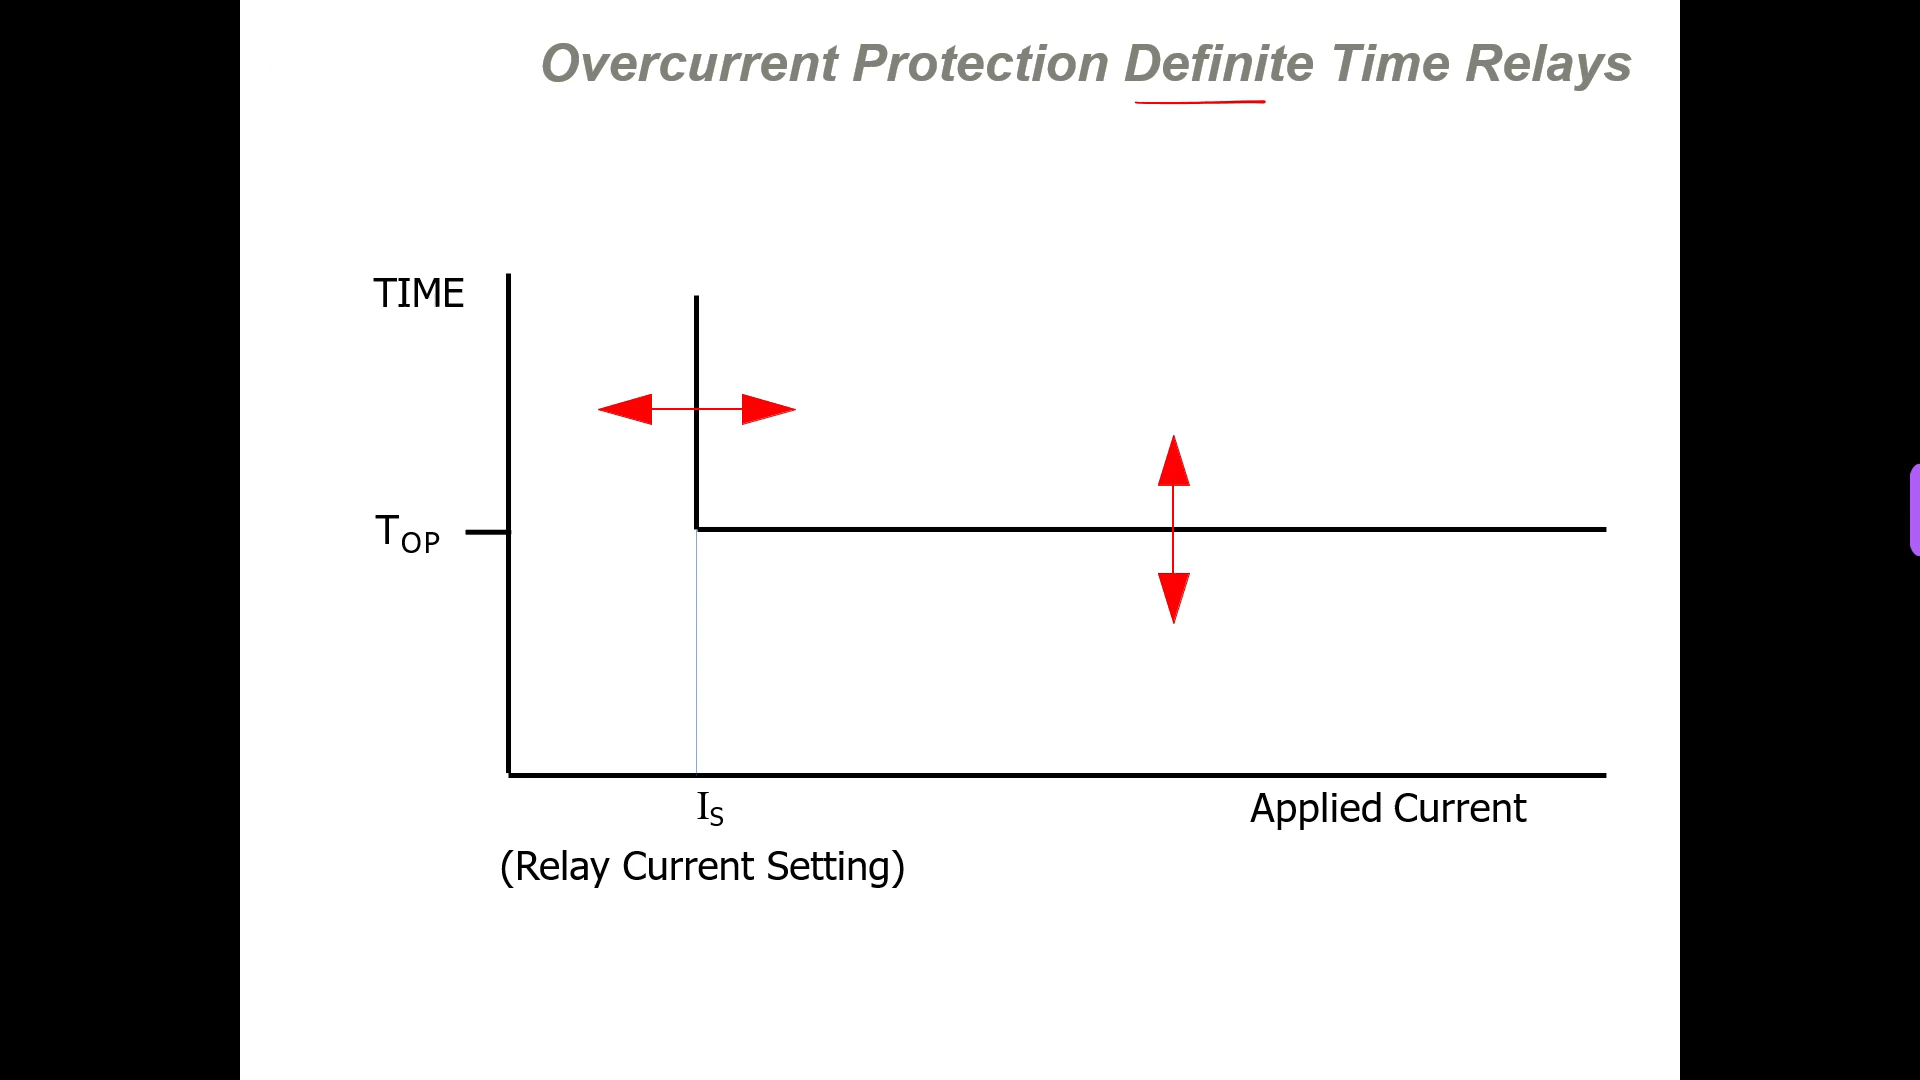 Overcurrent Protection Definite Time Relays
TIME
TOP
IS
Applied Current
(Relay Current Setting)